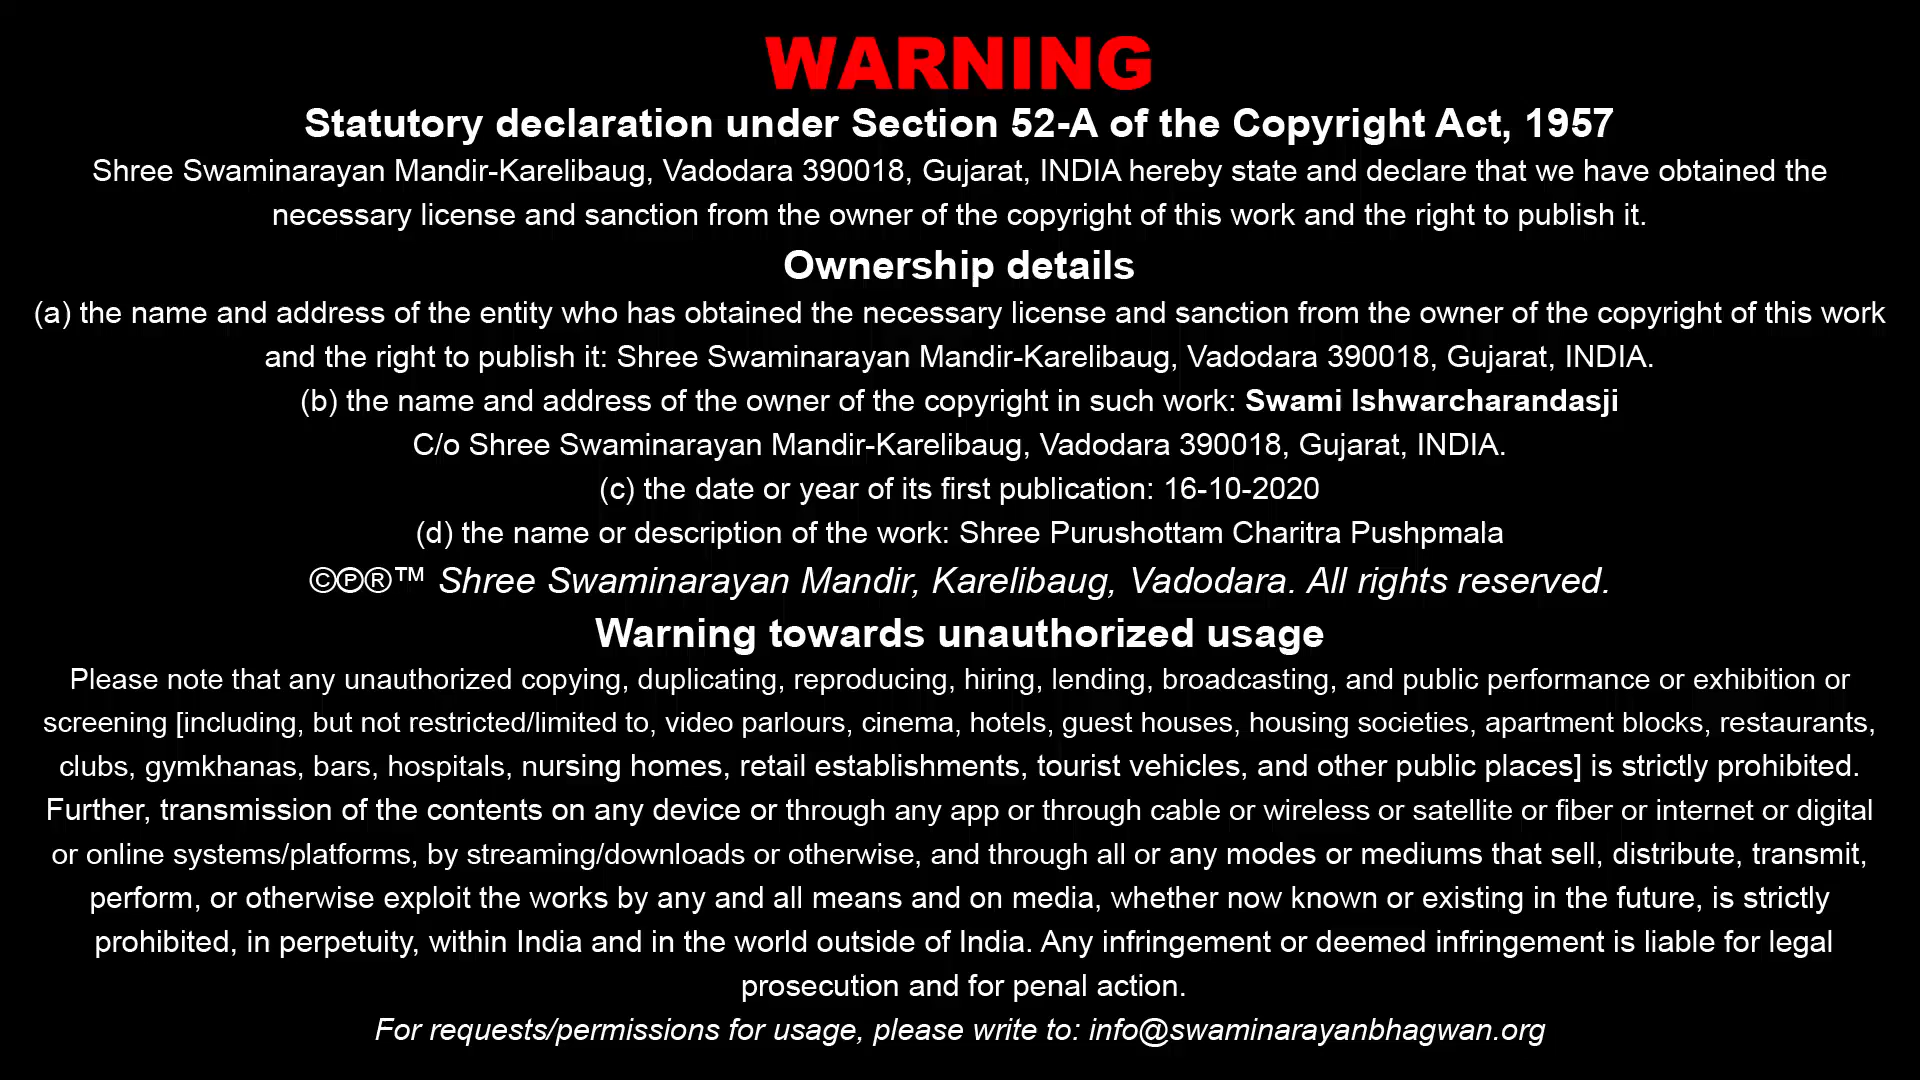 WARNING
Statutory declaration under Section 52-A of the Copyright Act, 1957
Shree Swaminarayan Mandir-Karelibaug, Vadodara 390018, Gujarat, INDIA hereby state and declare that we have obtained the
necessary license and sanction from the owner of the copyright of this work and the right to publish it.
Ownership details
(a) the name and address of the entity who has obtained the necessary license and sanction from the owner of the copyright of this work
and the right to publish it: Shree Swaminarayan Mandir-Karelibaug, Vadodara 390018, Gujarat, INDIA.
(b) the name and address of the owner of the copyright in such work: Swami Ishwarcharandasji
C/o Shree Swaminarayan Mandir-Karelibaug, Vadodara 390018, Gujarat, INDIA.
(c) the date or year of its first publication: 16-10-2020
(d) the name or description of the work: Shree Purushottam Charitra Pushpmala
©℗®™ Shree Swaminarayan Mandir, Karelibaug, Vadodara. All rights reserved.
Warning towards unauthorized usage
Please note that any unauthorized copying, duplicating, reproducing, hiring, lending, broadcasting, and public performance or exhibition or
screening [including, but not restricted/limited to, video parlours, cinema, hotels, guest houses, housing societies, apartment blocks, restaurants,
clubs, gymkhanas, bars, hospitals, nursing homes, retail establishments, tourist vehicles, and other public places] is strictly prohibited.
Further, transmission of the contents on any device or through any app or through cable or wireless or satellite or fiber or internet or digital
or online systems/platforms, by streaming/downloads or otherwise, and through all or any modes or mediums that sell, distribute, transmit,
perform, or otherwise exploit the works by any and all means and on media, whether now known or existing in the future, is strictly
prohibited, in perpetuity, within India and in the world outside of India. Any infringement or deemed infringement is liable for legal
prosecution and for penal action.
For requests/permissions for usage, please write to: info@swaminarayanbhagwan.org